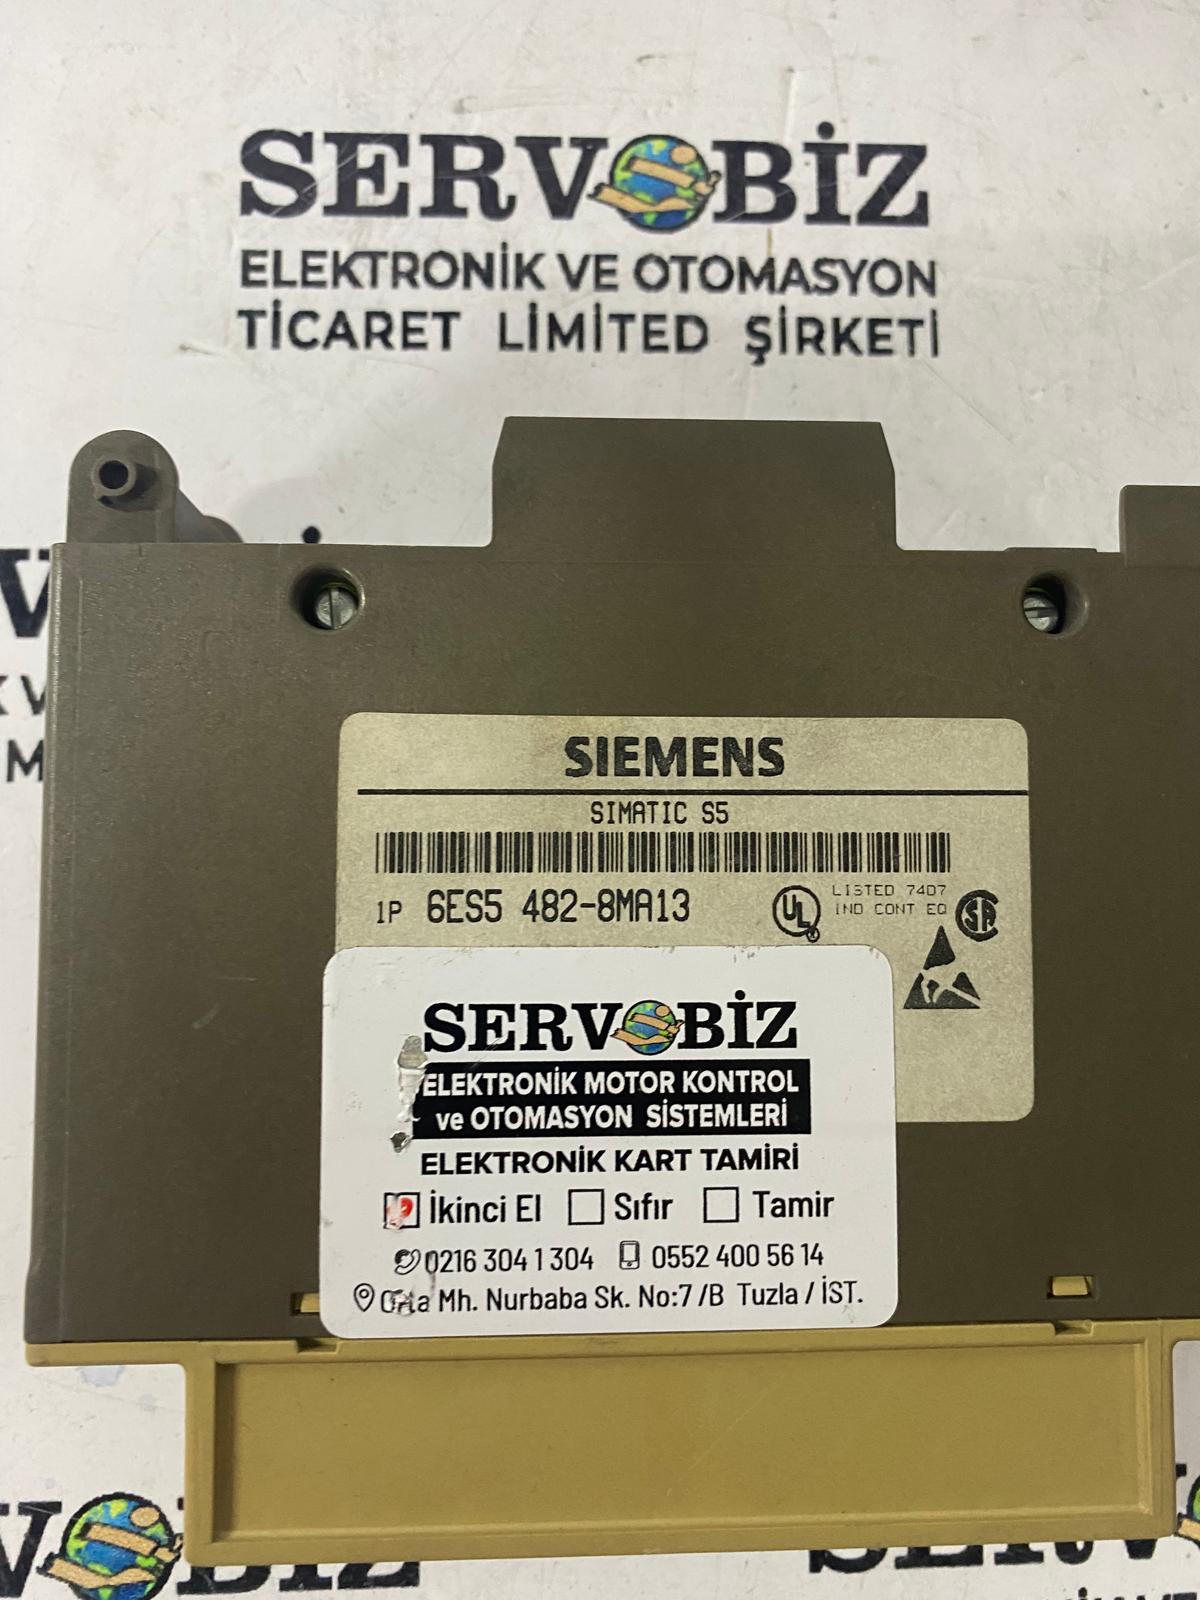 SERVOBİZ
ELEKTRONİK VE OTOMASYON
TİCARET LİMİTED ŞİRKETİ
SIEMENS
SIMATIC S5
1P 6ES5 482-8MA13
UL
LISTED 7407
IND CONT EQ
SA
SERVOBİZ
ELEKTRONİK MOTOR KONTROL
ve OTOMASYON SİSTEMLERİ
ELEKTRONİK KART TAMİRİ
İkinci El Sıfır Tamir
0216 304 1 304 0552 400 56 14
Orta Mh. Nurbaba Sk. No:7 /B Tuzla / İST.